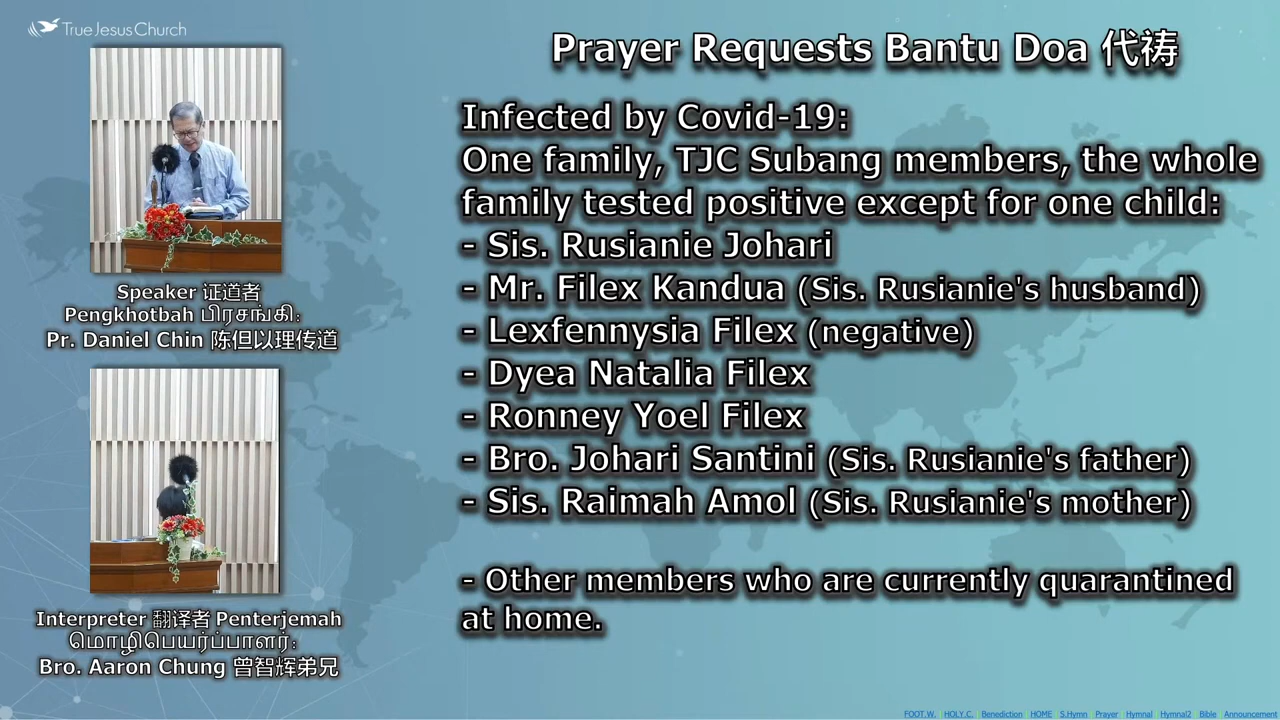 True Jesus Church
Prayer Requests Bantu Doa 代祷
Infected by Covid-19:
One family, TJC Subang members, the whole
family tested positive except for one child:
- Sis. Rusianie Johari
- Mr. Filex Kandua (Sis. Rusianie's husband)
- Lexfennysia Filex (negative)
- Dyea Natalia Filex
- Ronney Yoel Filex
- Bro. Johari Santini (Sis. Rusianie's father)
- Sis. Raimah Amol (Sis. Rusianie's mother)
- Other members who are currently quarantined
at home.
Speaker 证道者
Pengkhotbah பிரசங்கி:
Pr. Daniel Chin 陈但以理传道
Interpreter 翻译者 Penterjemah
மொழிபெயர்ப்பாளர்:
Bro. Aaron Chung 曾智辉弟兄
FOOT.W. HOLY.C. Benediction HOME S.Hymn Prayer Hymnal Hymnal2 Bible Announcement